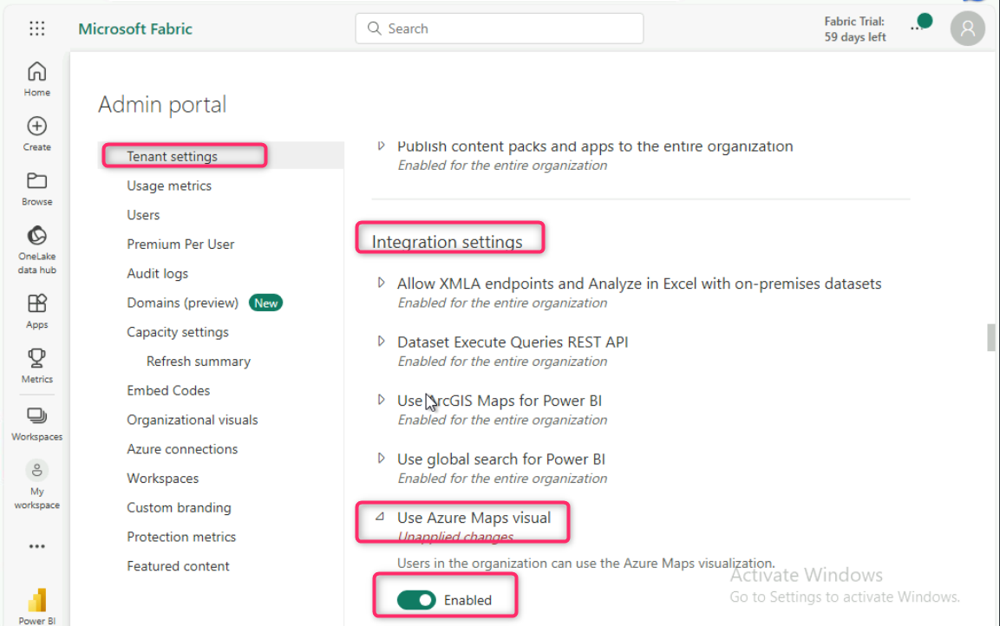 Microsoft Fabric
Search
Fabric Trial:
59 days left
Home
Create
Browse
OneLake
data hub
Apps
Metrics
Workspaces
My
workspace
Power BI
Admin portal
Tenant settings
Usage metrics
Users
Premium Per User
Audit logs
Domains (preview) New
Capacity settings
Refresh summary
Embed Codes
Organizational visuals
Azure connections
Workspaces
Custom branding
Protection metrics
Featured content
Publish content packs and apps to the entire organization
Enabled for the entire organization
Integration settings
Allow XMLA endpoints and Analyze in Excel with on-premises datasets
Enabled for the entire organization
Dataset Execute Queries REST API
Enabled for the entire organization
Use ArcGIS Maps for Power BI
Enabled for the entire organization
Use global search for Power BI
Enabled for the entire organization
Use Azure Maps visual
Unapplied changes
Users in the organization can use the Azure Maps visualization.
Enabled
Activate Windows
Go to Settings to activate Windows.